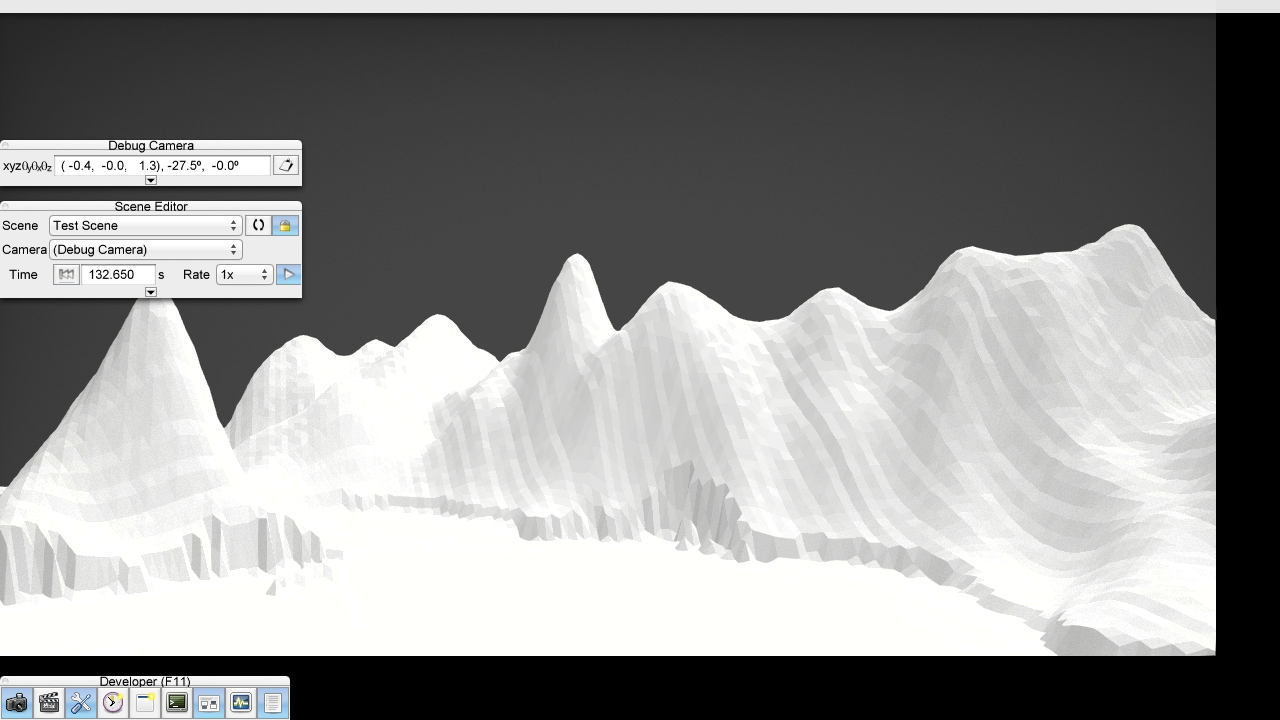 Debug Camera
xyz ( -0.4, -0.0, 1.3), -27.5º, -0.0º
Scene Editor
Scene Test Scene
Camera (Debug Camera)
Time 132.650 s Rate 1x
Developer (F11)